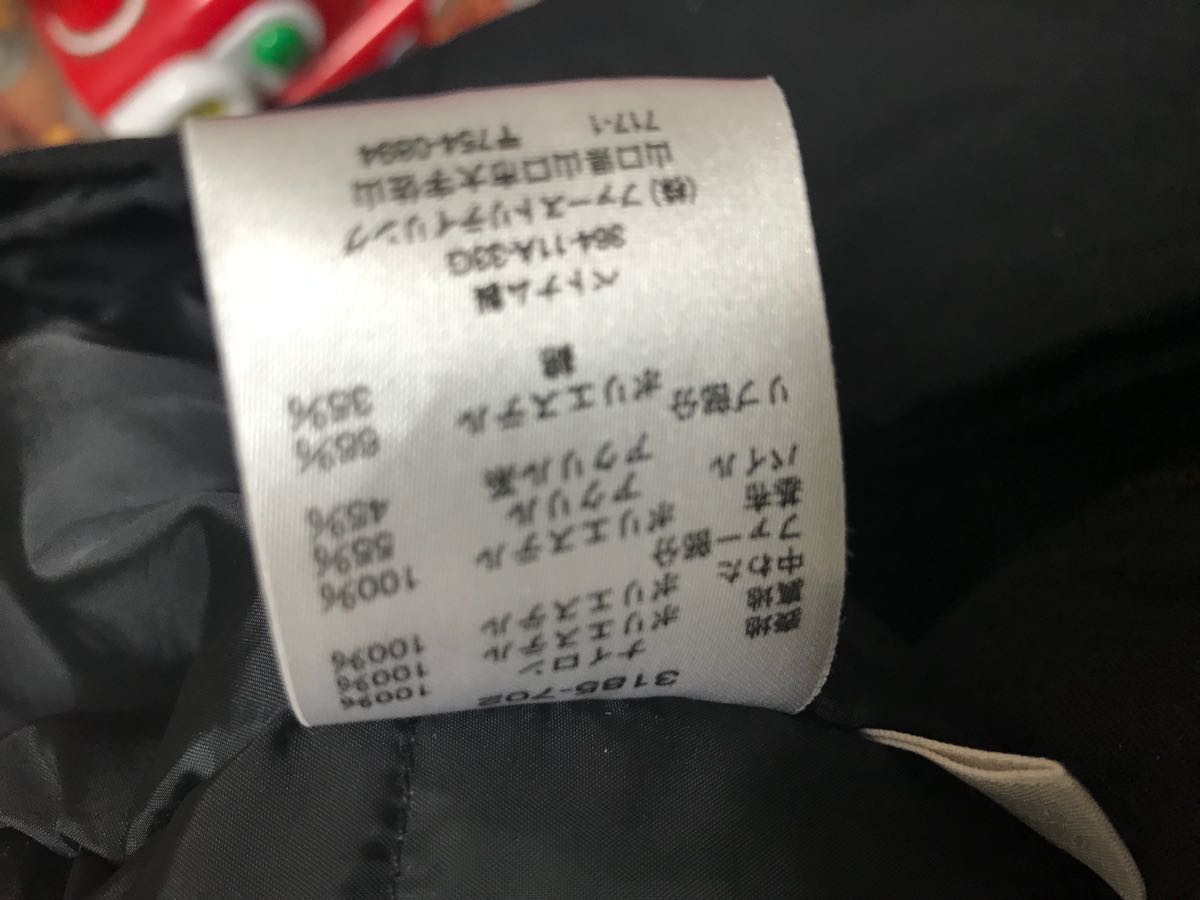 3185-702
表地 ナイロン 100%
裏地 ポリエステル 100%
中わた ポリエステル 100%
ファー部分
基布 ポリエステル 100%
パイル アクリル 55%
アクリル系 45%
リブ部分 ポリエステル 65%
綿 35%
ベトナム製
364-11A-33G
(株)ファーストリテイリング
山口県山口市大字佐山
717-1 〒754-0894